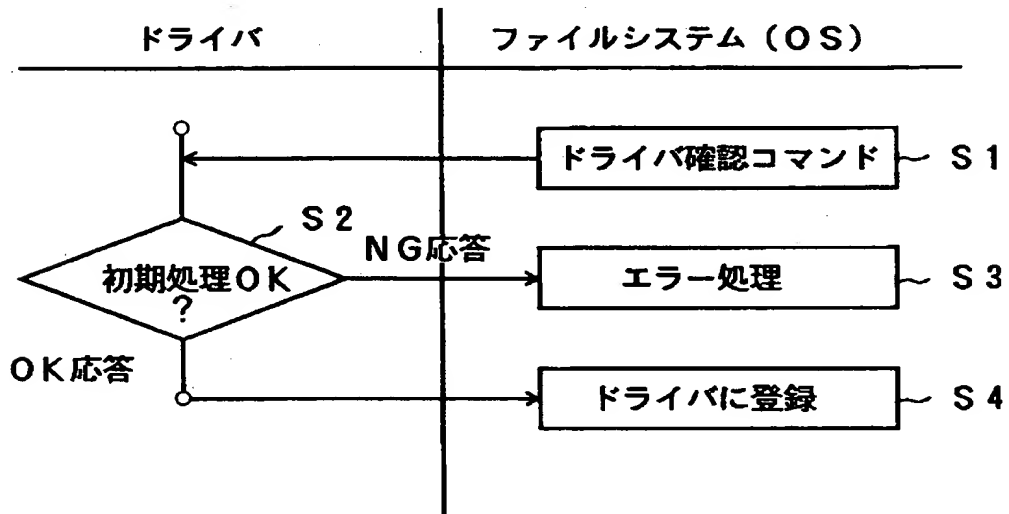 ドライバ
ファイルシステム（ＯＳ）
ドライバ確認コマンド
Ｓ１
Ｓ２
ＮＧ応答
初期処理ＯＫ
？
エラー処理
Ｓ３
ＯＫ応答
ドライバに登録
Ｓ４